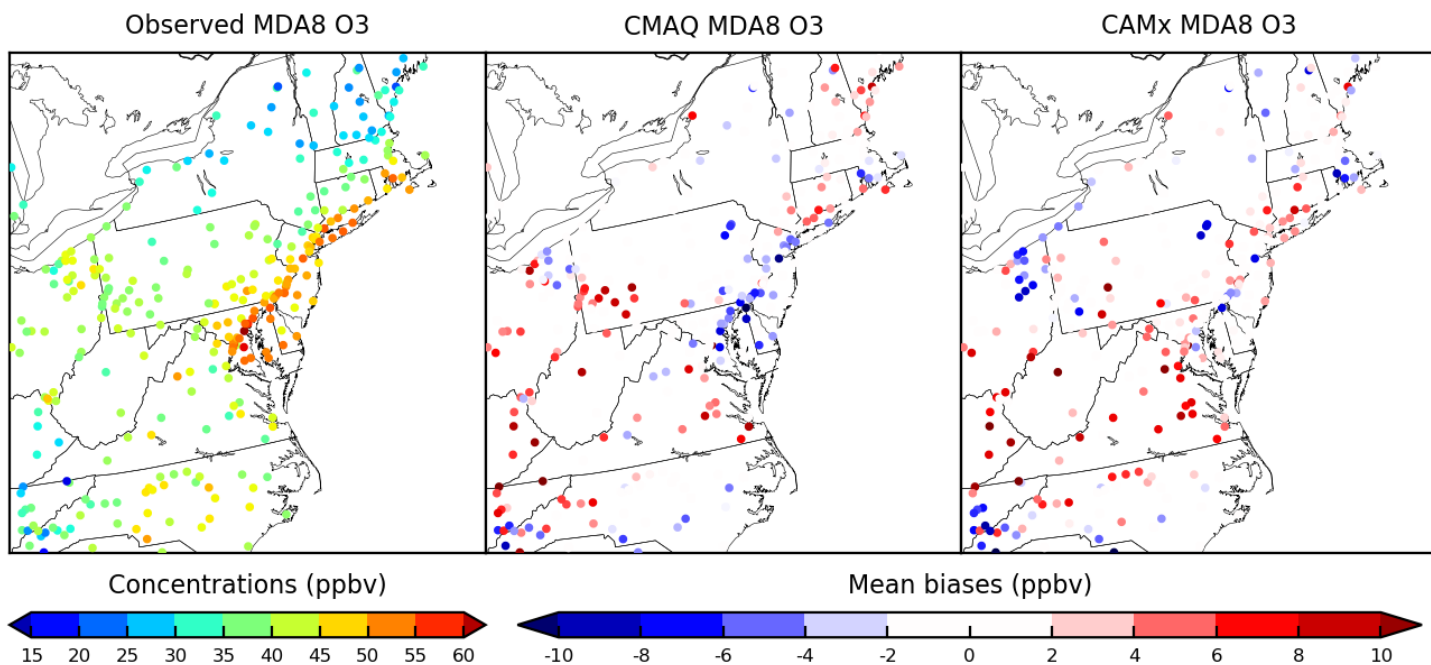 Observed MDA8 O3
CMAQ MDA8 O3
CAMx MDA8 O3
Concentrations (ppbv)
Mean biases (ppbv)
15 20 25 30 35 40 45 50 55 60
-10 -8 -6 -4 -2 0 2 4 6 8 10